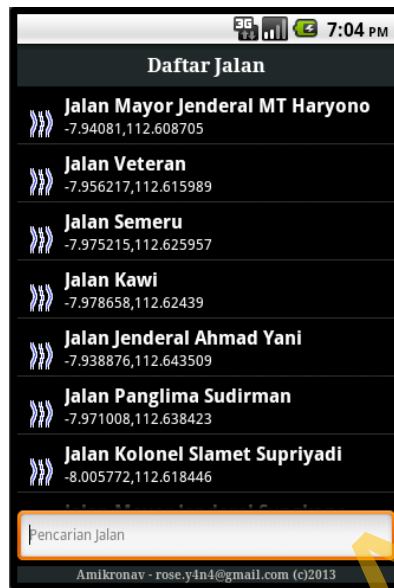 3G 7:04 PM
Daftar Jalan
Jalan Mayor Jenderal MT Haryono
-7.94081,112.608705
Jalan Veteran
-7.956217,112.615989
Jalan Semeru
-7.975215,112.625957
Jalan Kawi
-7.978658,112.62439
Jalan Jenderal Ahmad Yani
-7.938876,112.643509
Jalan Panglima Sudirman
-7.971008,112.638423
Jalan Kolonel Slamet Supriyadi
-8.005772,112.618446
Pencarian Jalan
Amikronav - rose.y4n4@gmail.com (c)2013